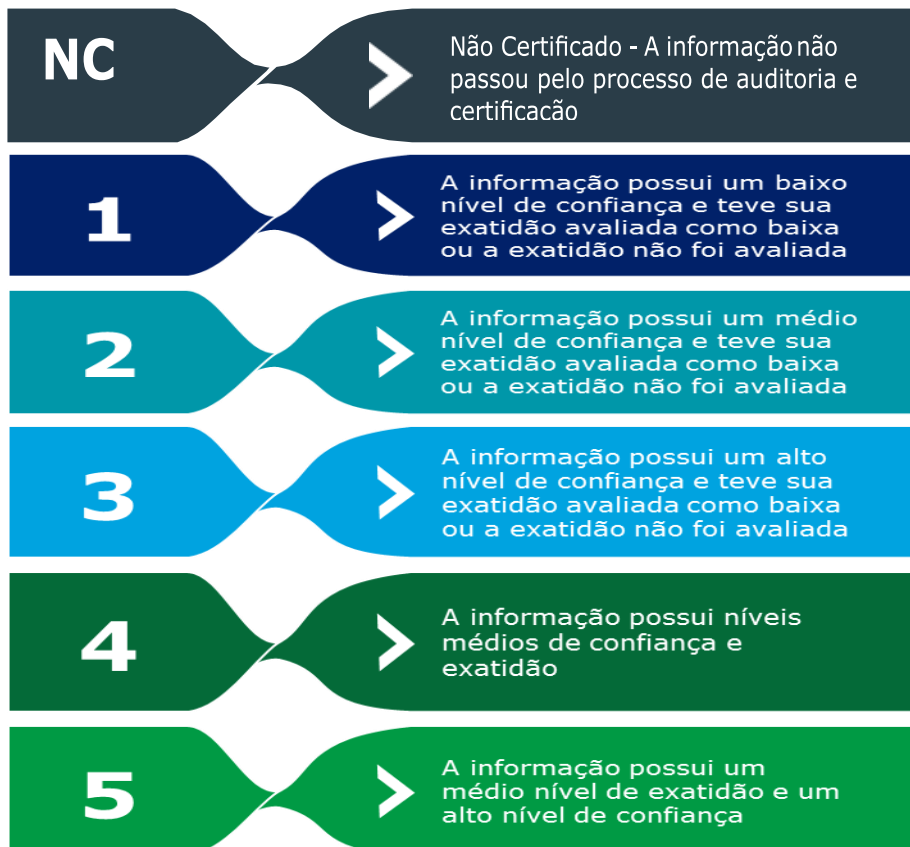 NC
Não Certificado - A informação não
passou pelo processo de auditoria e
certificacão
1
A informação possui um baixo
nível de confiança e teve sua
exatidão avaliada como baixa
ou a exatidão não foi avaliada
2
A informação possui um médio
nível de confiança e teve sua
exatidão avaliada como baixa
ou a exatidão não foi avaliada
3
A informação possui um alto
nível de confiança e teve sua
exatidão avaliada como baixa
ou a exatidão não foi avaliada
4
A informação possui níveis
médios de confiança e
exatidão
5
A informação possui um
médio nível de exatidão e um
alto nível de confiança